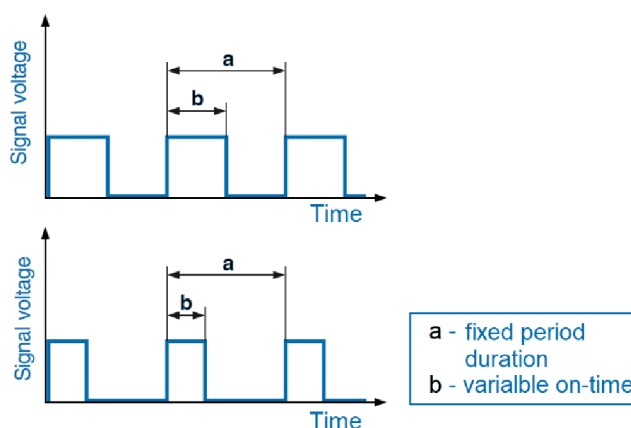 Signal voltage
a
b
Time
Signal voltage
a
b
Time
a - fixed period
duration
b - varialble on-time